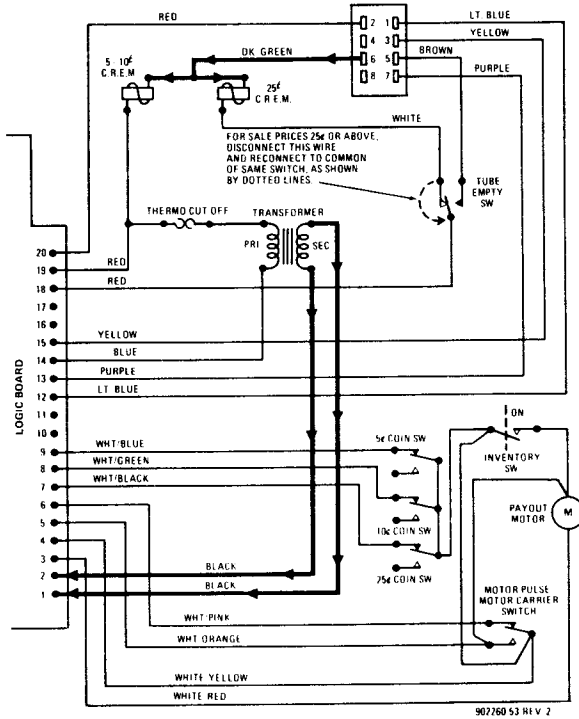 RED
2 1
LT BLUE
4 3
YELLOW
DK GREEN
6 5
BROWN
8 7
PURPLE
5 - 10¢
C.R.E.M
25¢
C.R.E.M.
WHITE
FOR SALE PRICES 25¢ OR ABOVE,
DISCONNECT THIS WIRE
AND RECONNECT TO COMMON
OF SAME SWITCH, AS SHOWN
BY DOTTED LINES.
TUBE
EMPTY
SW
THERMO CUT OFF
TRANSFORMER
PRI
SEC
LOGIC BOARD
20
19
RED
18
RED
17
16
15
YELLOW
14
BLUE
13
PURPLE
12
LT BLUE
11
10
9
WHT/BLUE
8
WHT/GREEN
7
WHT/BLACK
6
5
4
3
2
BLACK
1
BLACK
5¢ COIN SW
10¢ COIN SW
25¢ COIN SW
ON
INVENTORY
SW
PAYOUT
MOTOR
M
MOTOR PULSE
MOTOR CARRIER
SWITCH
WHT/PINK
WHT ORANGE
WHITE YELLOW
WHITE RED
902760 53 REV 2